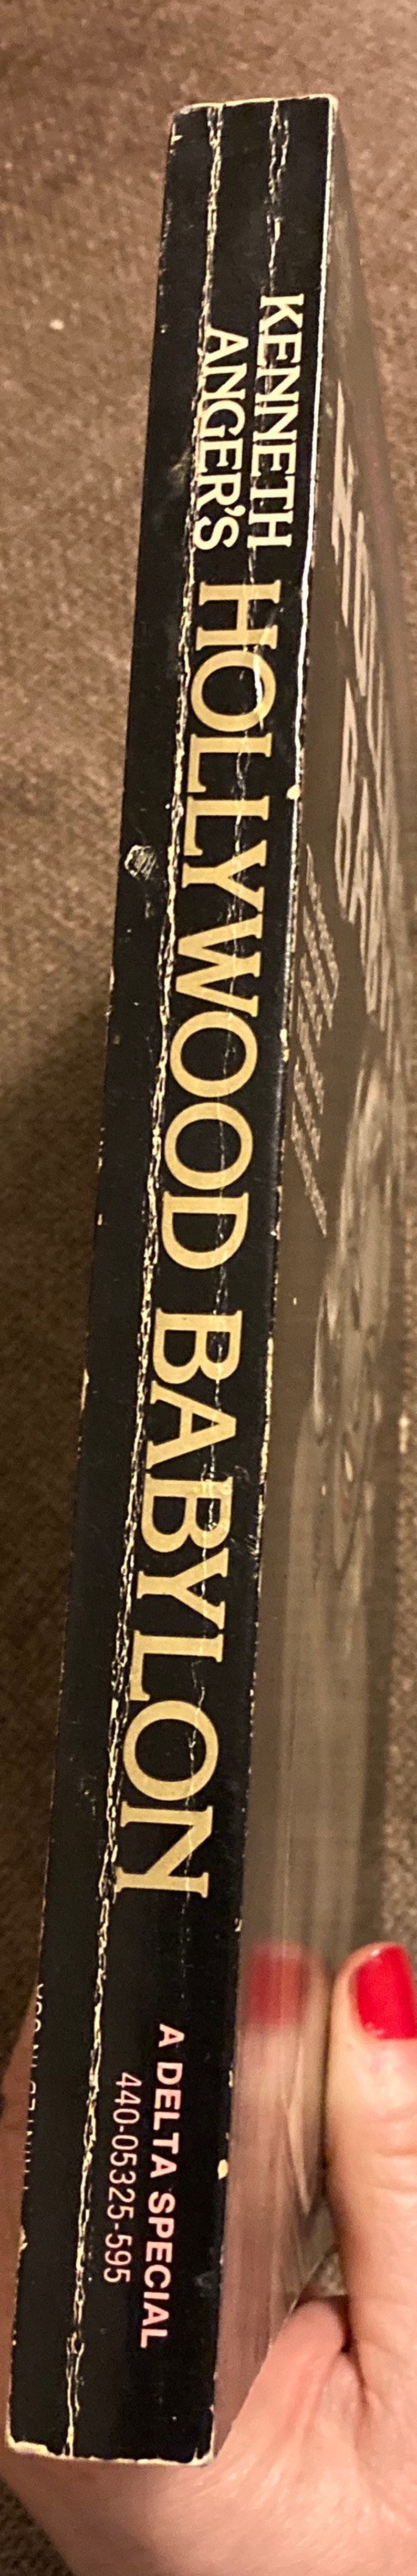 KENNETH
ANGER'S
HOLLYWOOD BABYLON
A DELTA SPECIAL
440-05325-595